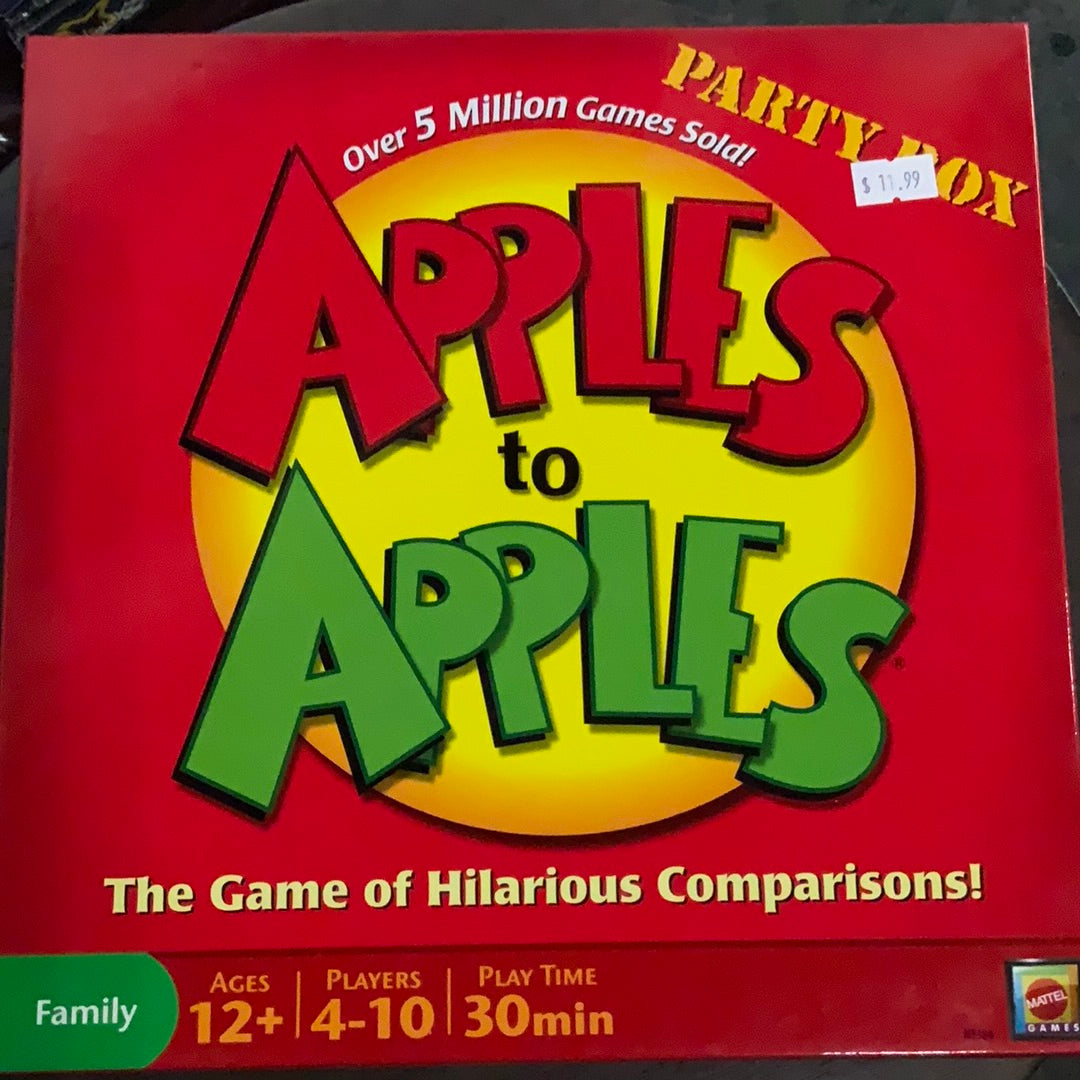 PARTY BOX
Over 5 Million Games Sold!
$ 11.99
APPLES
to
APPLES
The Game of Hilarious Comparisons!
Family
AGES
12+
PLAYERS
4-10
PLAY TIME
30min
MATTEL
GAMES